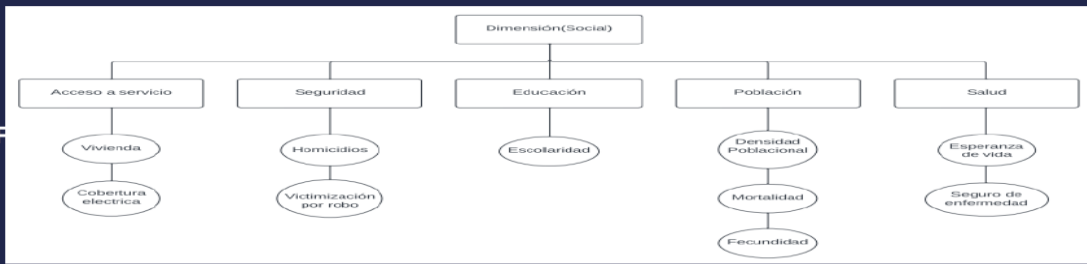 Dimensión(Social)
Acceso a servicio
Seguridad
Educación
Población
Salud
Vivienda
Homicidios
Escollaridad
Densidad
Poblacional
Esperanza
de vida
Cobertura
electrica
Victimización
por robo
Mortalidad
Seguro de
enfermedad
Fecundidad